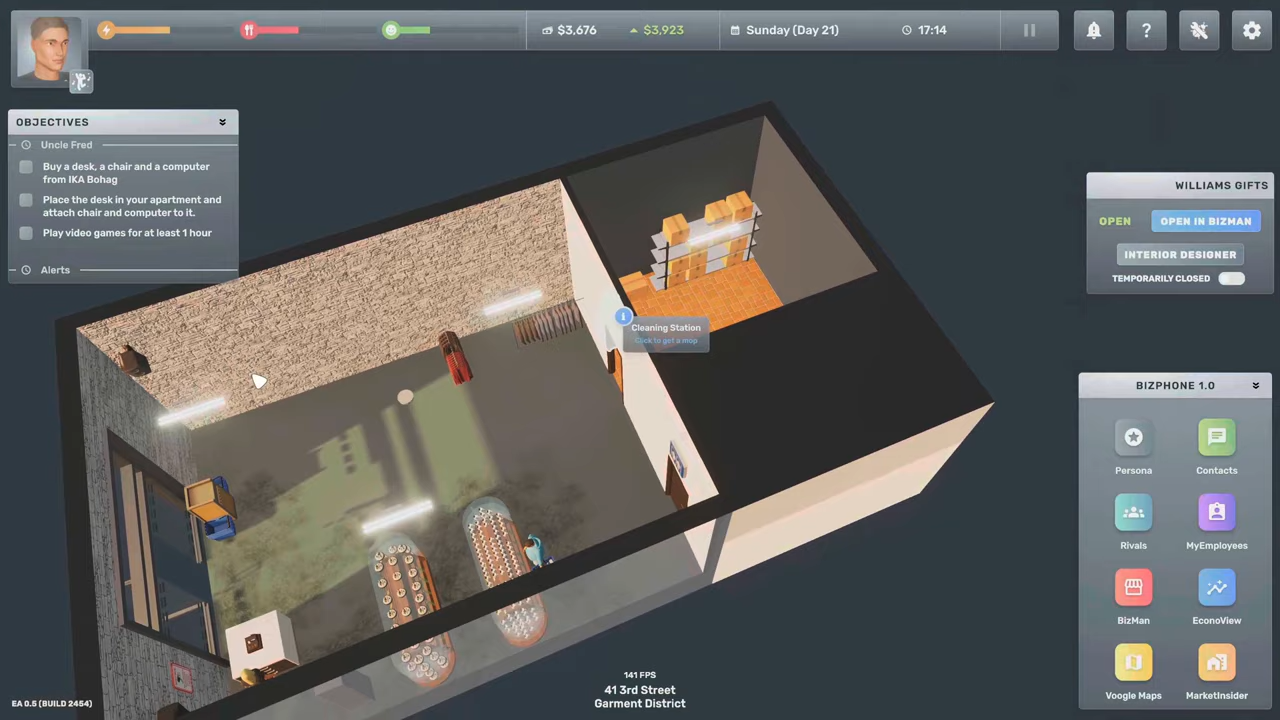 $3,676
$3,923
Sunday (Day 21)
17:14
OBJECTIVES
Uncle Fred
Buy a desk, a chair and a computer
from IKA Bohag
Place the desk in your apartment and
attach chair and computer to it.
Play video games for at least 1 hour
Alerts
WILLIAMS GIFTS
OPEN
OPEN IN BIZMAN
INTERIOR DESIGNER
TEMPORARILY CLOSED
Cleaning Station
Click to get a mop
BIZPHONE 1.0
Persona
Contacts
Rivals
MyEmployees
BizMan
EconoView
Voogle Maps
MarketInsider
141 FPS
41 3rd Street
Garment District
EA 0.5 (BUILD 2454)